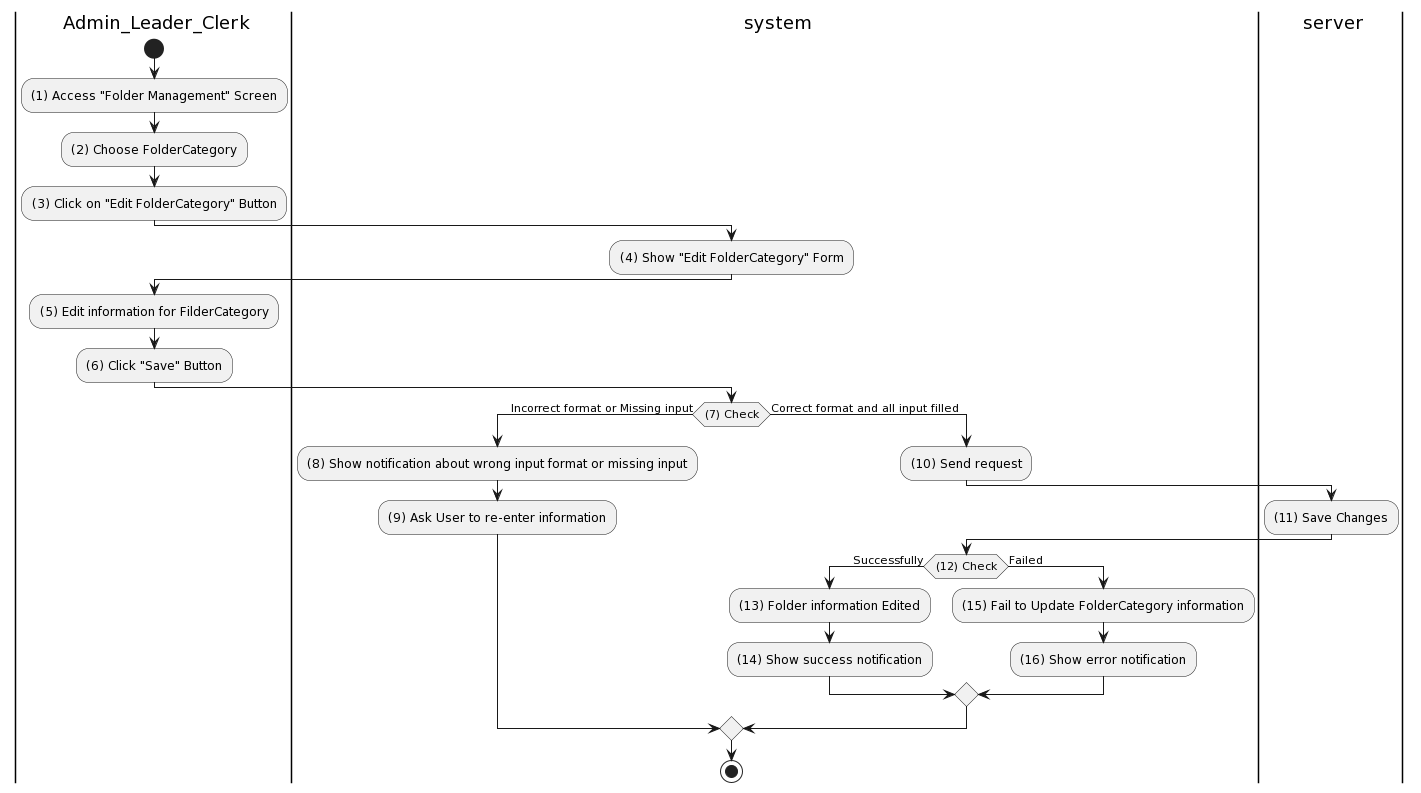 Admin_Leader_Clerk
system
server
(1) Access "Folder Management" Screen
(2) Choose FolderCategory
(3) Click on "Edit FolderCategory" Button
(4) Show "Edit FolderCategory" Form
(5) Edit information for FilderCategory
(6) Click "Save" Button
Incorrect format or Missing input
(7) Check
Correct format and all input filled
(8) Show notification about wrong input format or missing input
(10) Send request
(9) Ask User to re-enter information
(11) Save Changes
Successfully
(12) Check
Failed
(13) Folder information Edited
(15) Fail to Update FolderCategory information
(14) Show success notification
(16) Show error notification